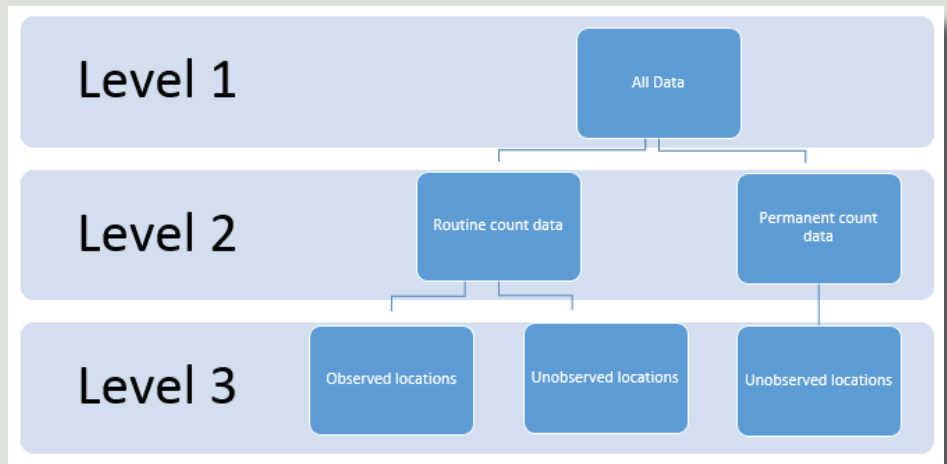 Level 1
All Data
Level 2
Routine count data
Permanent count
data
Level 3
Observed locations
Unobserved locations
Unobserved locations